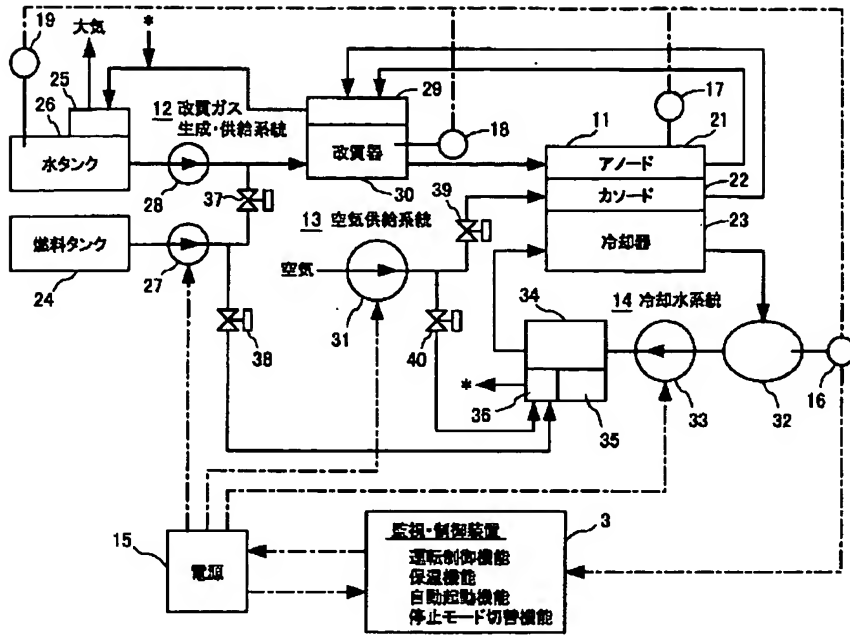 19
大気
*
25
26
12 改質ガス
生成・供給系統
29
18
17
11
21
水タンク
改質器
アノード
28
37
30
カソード
22
39
13 空気供給系統
冷却器
23
燃料タンク
24
27
空気
31
38
40
34
14 冷却水系統
*
36
35
33
32
16
15
電源
3
監視・制御装置
運転制御機能
保温機能
自動起動機能
停止モード切替機能